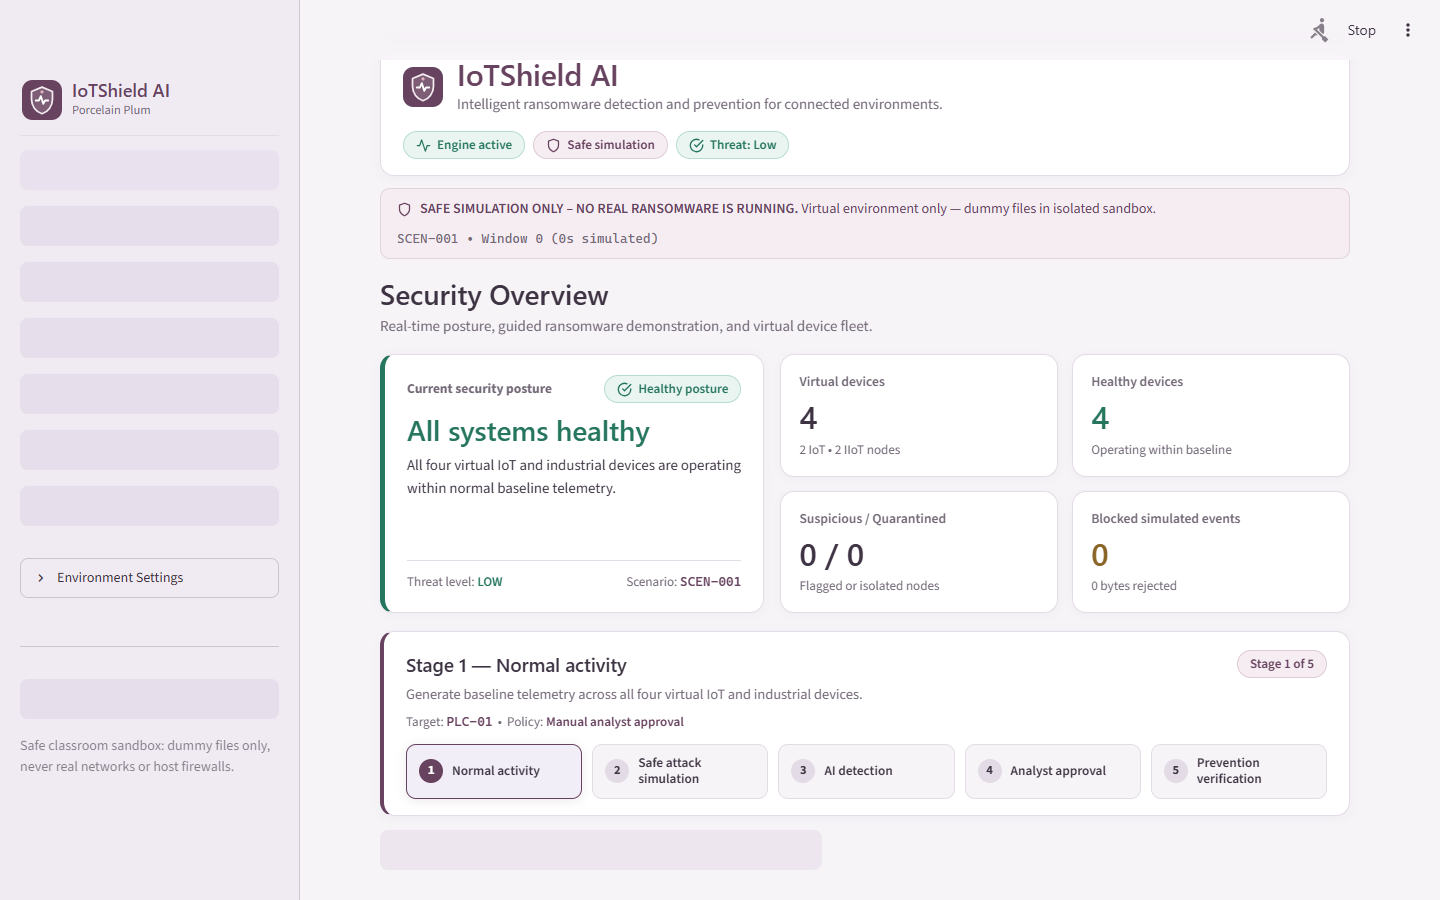 Stop
IoTShield AI
Porcelain Plum
Environment Settings
Safe classroom sandbox: dummy files only,
never real networks or host firewalls.
IoTShield AI
Intelligent ransomware detection and prevention for connected environments.
Engine active
Safe simulation
Threat: Low
SAFE SIMULATION ONLY – NO REAL RANSOMWARE IS RUNNING. Virtual environment only — dummy files in isolated sandbox.
SCEN-001 • Window 0 (0s simulated)
Security Overview
Real-time posture, guided ransomware demonstration, and virtual device fleet.
Current security posture
Healthy posture
All systems healthy
All four virtual IoT and industrial devices are operating
within normal baseline telemetry.
Threat level: LOW
Scenario: SCEN-001
Virtual devices
4
2 IoT • 2 IIoT nodes
Healthy devices
4
Operating within baseline
Suspicious / Quarantined
0 / 0
Flagged or isolated nodes
Blocked simulated events
0
0 bytes rejected
Stage 1 — Normal activity
Stage 1 of 5
Generate baseline telemetry across all four virtual IoT and industrial devices.
Target: PLC-01 • Policy: Manual analyst approval
1 Normal activity
2 Safe attack
simulation
3 AI detection
4 Analyst approval
5 Prevention
verification